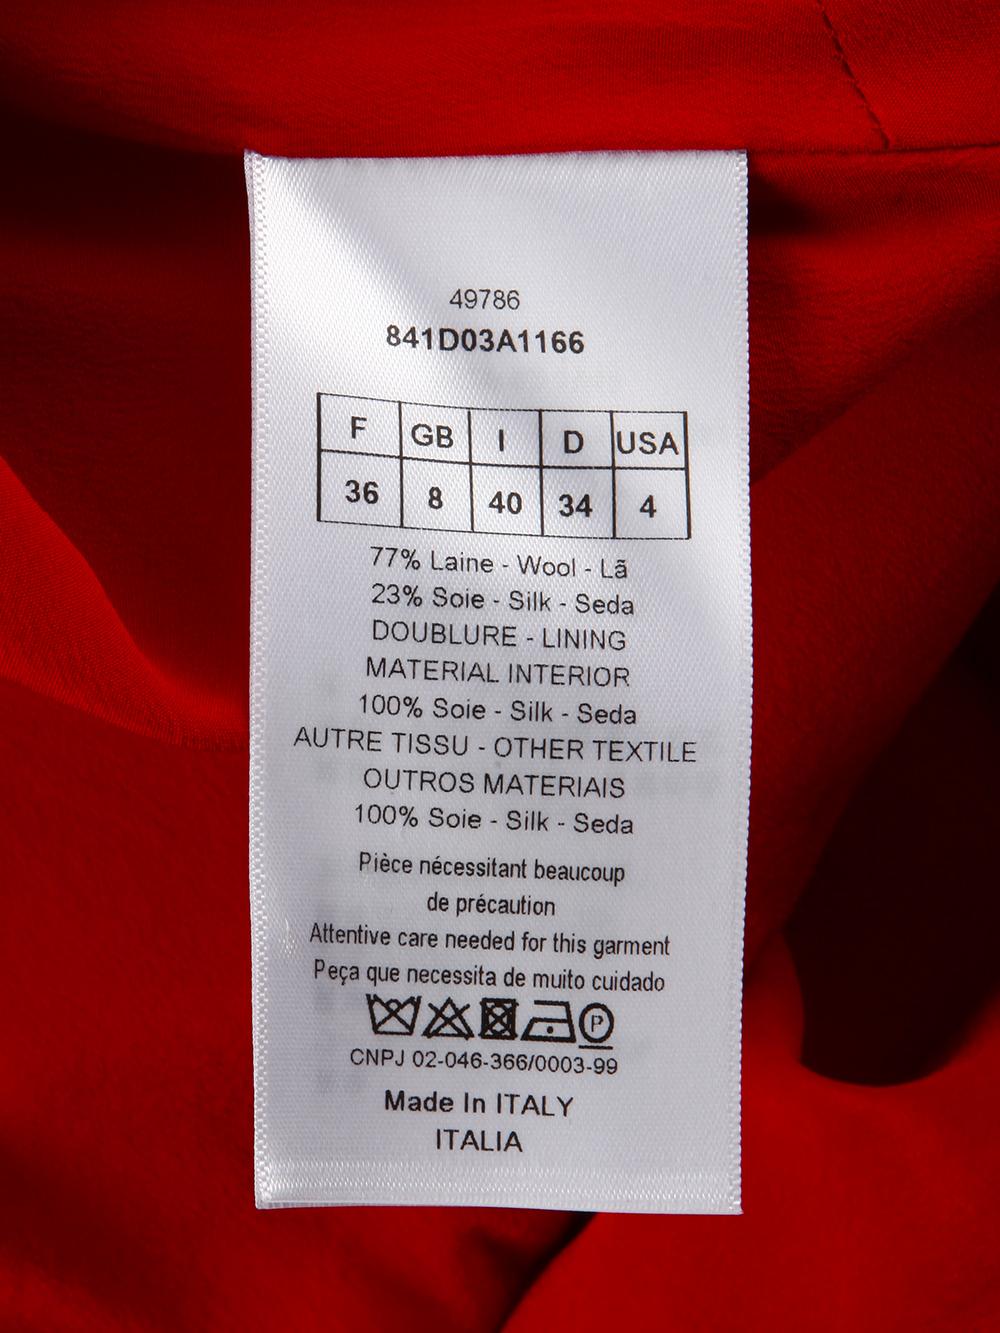 49786
841D03A1166
F GB I D USA
36 8 40 34 4
77% Laine - Wool - Lã
23% Soie - Silk - Seda
DOUBLURE - LINING
MATERIAL INTERIOR
100% Soie - Silk - Seda
AUTRE TISSU - OTHER TEXTILE
OUTROS MATERIAIS
100% Soie - Silk - Seda
Pièce nécessitant beaucoup
de précaution
Attentive care needed for this garment
Peça que necessita de muito cuidado
P
CNPJ 02-046-366/0003-99
Made In ITALY
ITALIA